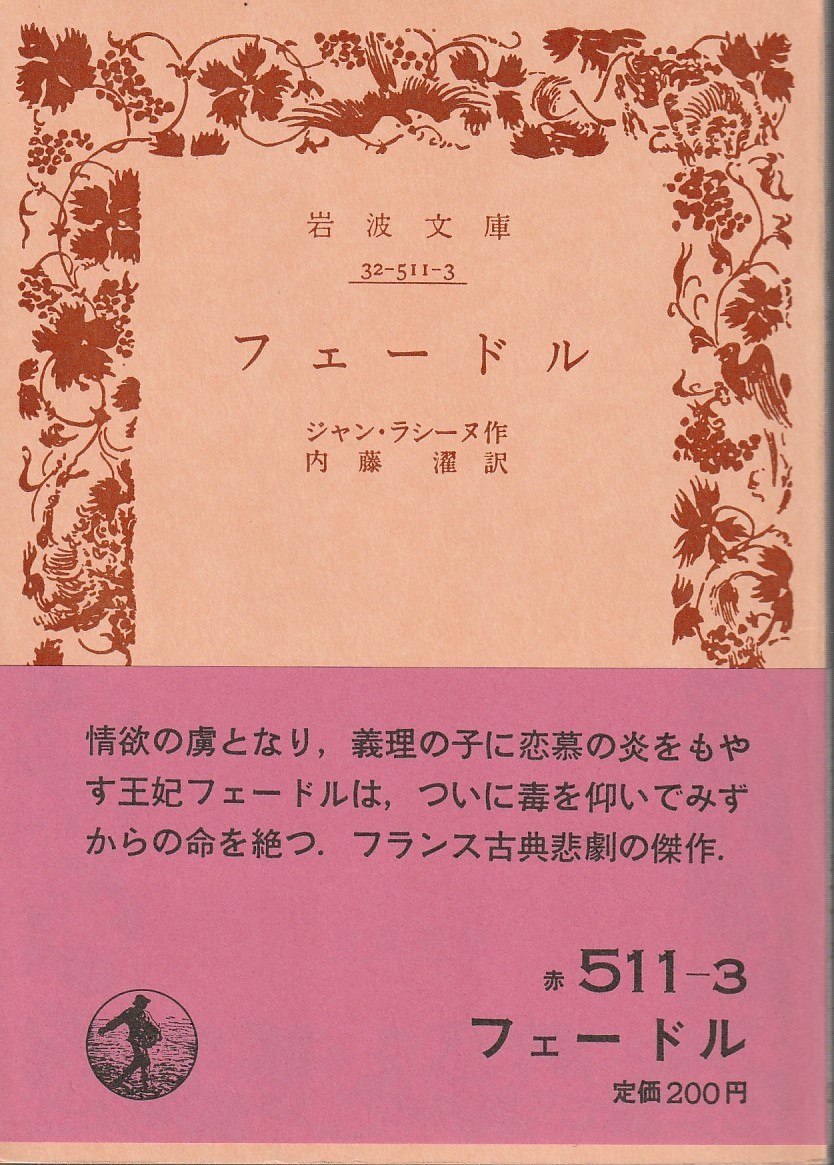 岩波文庫
32-511-3
フェードル
ジャン・ラシーヌ作
内藤 濯訳
情欲の虜となり，義理の子に恋慕の炎をもや
す王妃フェードルは，ついに毒を仰いでみず
からの命を絶つ．フランス古典悲劇の傑作．
赤 511-3
フェードル
定価200円